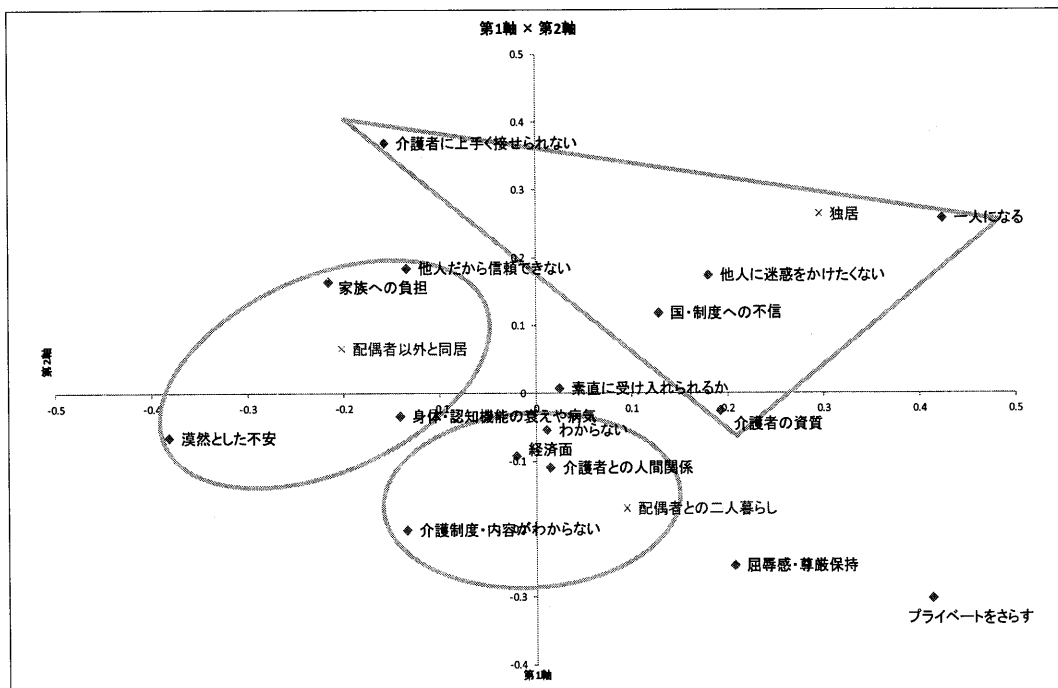 第1軸 × 第2軸
0.5
0.4
介護者に上手く接せられない
0.3
独居
一人になる
0.2
他人だから信頼できない
他人に迷惑をかけたくない
家族への負担
国・制度への不信
0.1
配偶者以外と同居
第2軸
素直に受け入れられるか
0
-0.5
-0.4
-0.3
-0.2
-0.1
0
0.1
0.2
0.3
0.4
0.5
身体・認知機能の衰えや病気
介護者の資質
漠然とした不安
わからない
経済面
-0.1
介護者との人間関係
配偶者との二人暮らし
介護制度・内容がわからない
屈辱感・尊厳保持
-0.3
プライベートをさらす
-0.4
第1軸